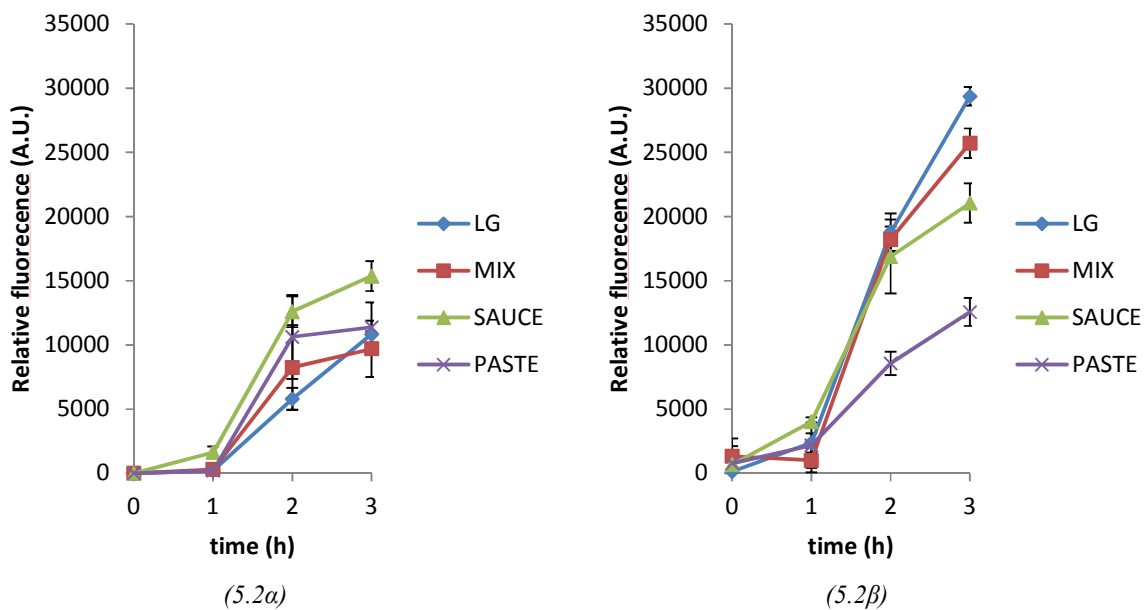 35000
30000
25000
20000
15000
10000
5000
0
Relative fluorecence (A.U.)
0 1 2 3
time (h)
LG
MIX
SAUCE
PASTE
(5.2α)
35000
30000
25000
20000
15000
10000
5000
0
Relative fluorecence (A.U.)
0 1 2 3
time (h)
LG
MIX
SAUCE
PASTE
(5.2β)